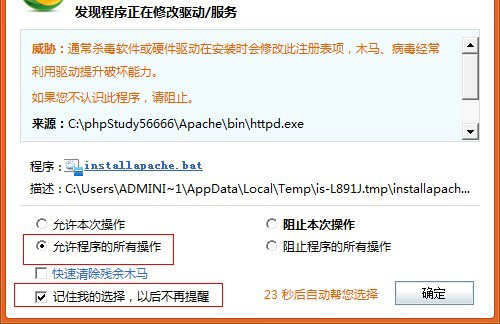 发现程序正在修改驱动/服务
威胁：通常杀毒软件或硬件驱动在安装时会修改此注册表项，木马、病毒经常
利用驱动提升破坏能力。
如果您不认识此程序，请阻止。
来源：C:\phpStudy56666\Apache\bin\httpd.exe
程序：installapache.bat
描述：C:\Users\ADMINI~1\AppData\Local\Temp\is-L891J.tmp\installapach...
允许本次操作 阻止本次操作
允许程序的所有操作 阻止程序的所有操作
快速清除残余木马
记住我的选择，以后不再提醒 23 秒后自动帮您选择 确定